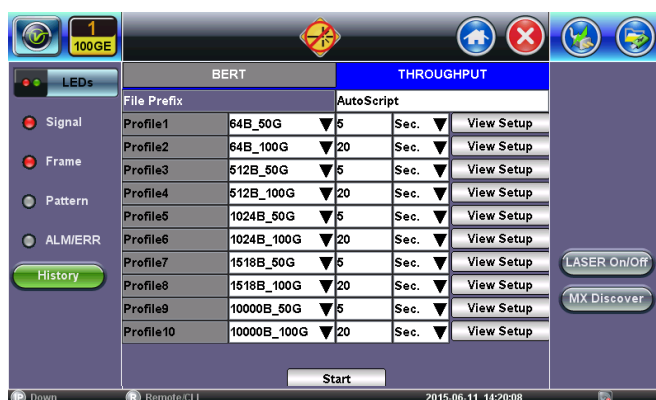 1
100GE
LEDs
Signal
Frame
Pattern
ALM/ERR
History
BERT THROUGHPUT
File Prefix AutoScript
Profile1 64B_50G 5 Sec. View Setup
Profile2 64B_100G 20 Sec. View Setup
Profile3 512B_50G 5 Sec. View Setup
Profile4 512B_100G 20 Sec. View Setup
Profile5 1024B_50G 5 Sec. View Setup
Profile6 1024B_100G 20 Sec. View Setup
Profile7 1518B_50G 5 Sec. View Setup
Profile8 1518B_100G 20 Sec. View Setup
Profile9 10000B_50G 5 Sec. View Setup
Profile10 10000B_100G 20 Sec. View Setup
Start
LASER On/Off
MX Discover
IP Down R Remote/CLI 2015-06-11 14:20:08